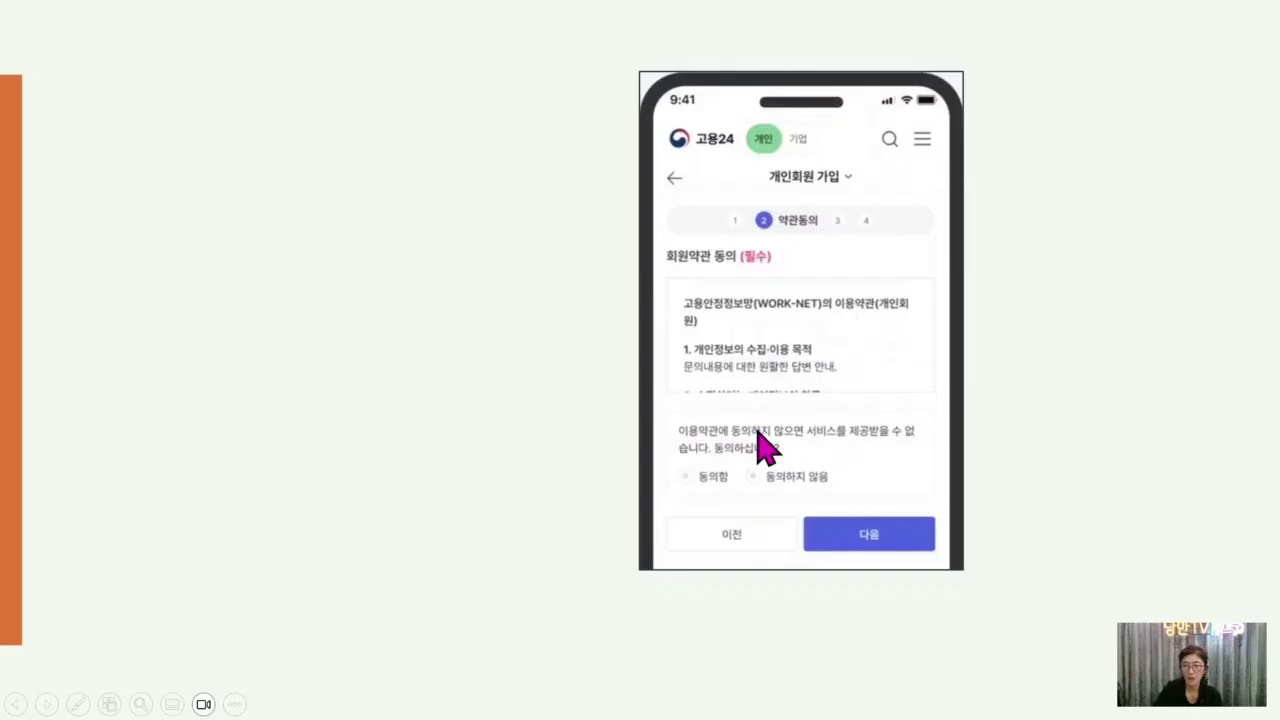 9:41
고용24 개인 기업
개인회원 가입
1 2 약관동의 3 4
회원약관 동의 (필수)
고용안정정보망(WORK-NET)의 이용약관(개인회
원)
1. 개인정보의 수집·이용 목적
문의내용에 대한 원활한 답변 안내.
이용약관에 동의하지 않으면 서비스를 제공받을 수 없
습니다. 동의하십
동의함 동의하지 않음
이전 다음